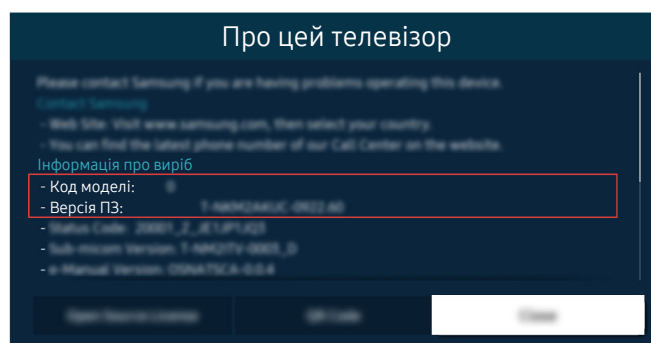 Про цей телевізор
Please contact Samsung if you are having problems operating this device.
Contact Samsung
- Web Site: Visit www.samsung.com, then select your country.
- You can find the latest phone number of our Call Center on the website.
Інформація про виріб
- Код моделі:
- Версія ПЗ:
- Status Code:
- Sub-micom Version:
- e-Manual Version:
Open Source License
QR Code
Close